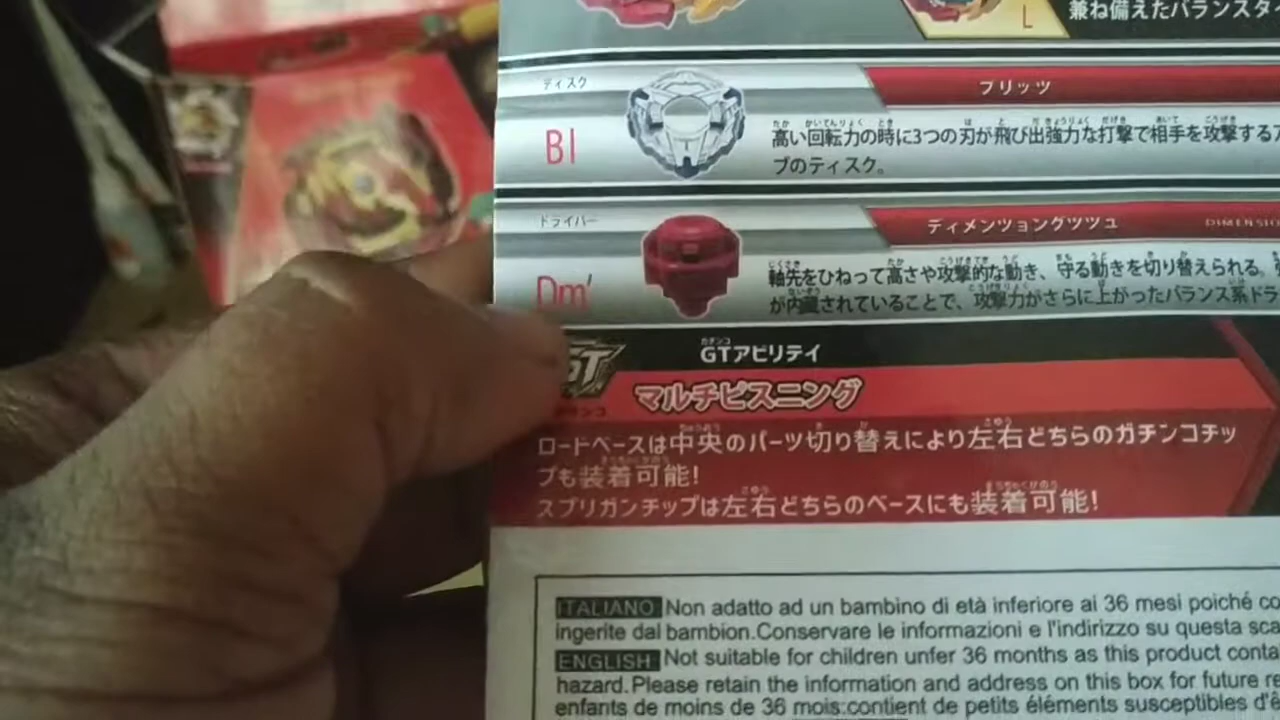 L
兼ね備えたバランスタイ
ディスク
ブリッツ
Bl
高い回転力の時に3つの刃が飛び出強力な打撃で相手を攻撃する
プのディスク。
ドライバー
ディメンツョングツツュ
DIMENSIO
Dm'
軸先をひねって高さや攻撃的な動き、守る動きを切り替えられる。
が内蔵されていることで、攻撃力がさらに上がったバランス系ドラ
GT
GTアビリテイ
マルチピスニング
ロードベースは中央のパーツ切り替えにより左右どちらのガチンコチッ
プも装着可能!
スプリガンチップは左右どちらのベースにも装着可能!
ITALIANO Non adatto ad un bambino di età inferiore ai 36 mesi poiché co
ingerite dal bambion.Conservare le informazioni e l'indirizzo su questa sca
ENGLISH Not suitable for children unfer 36 months as this product conta
hazard.Please retain the information and address on this box for future re
enfants de moins de 36 mois:contient de petits éléments susceptibles d'ê